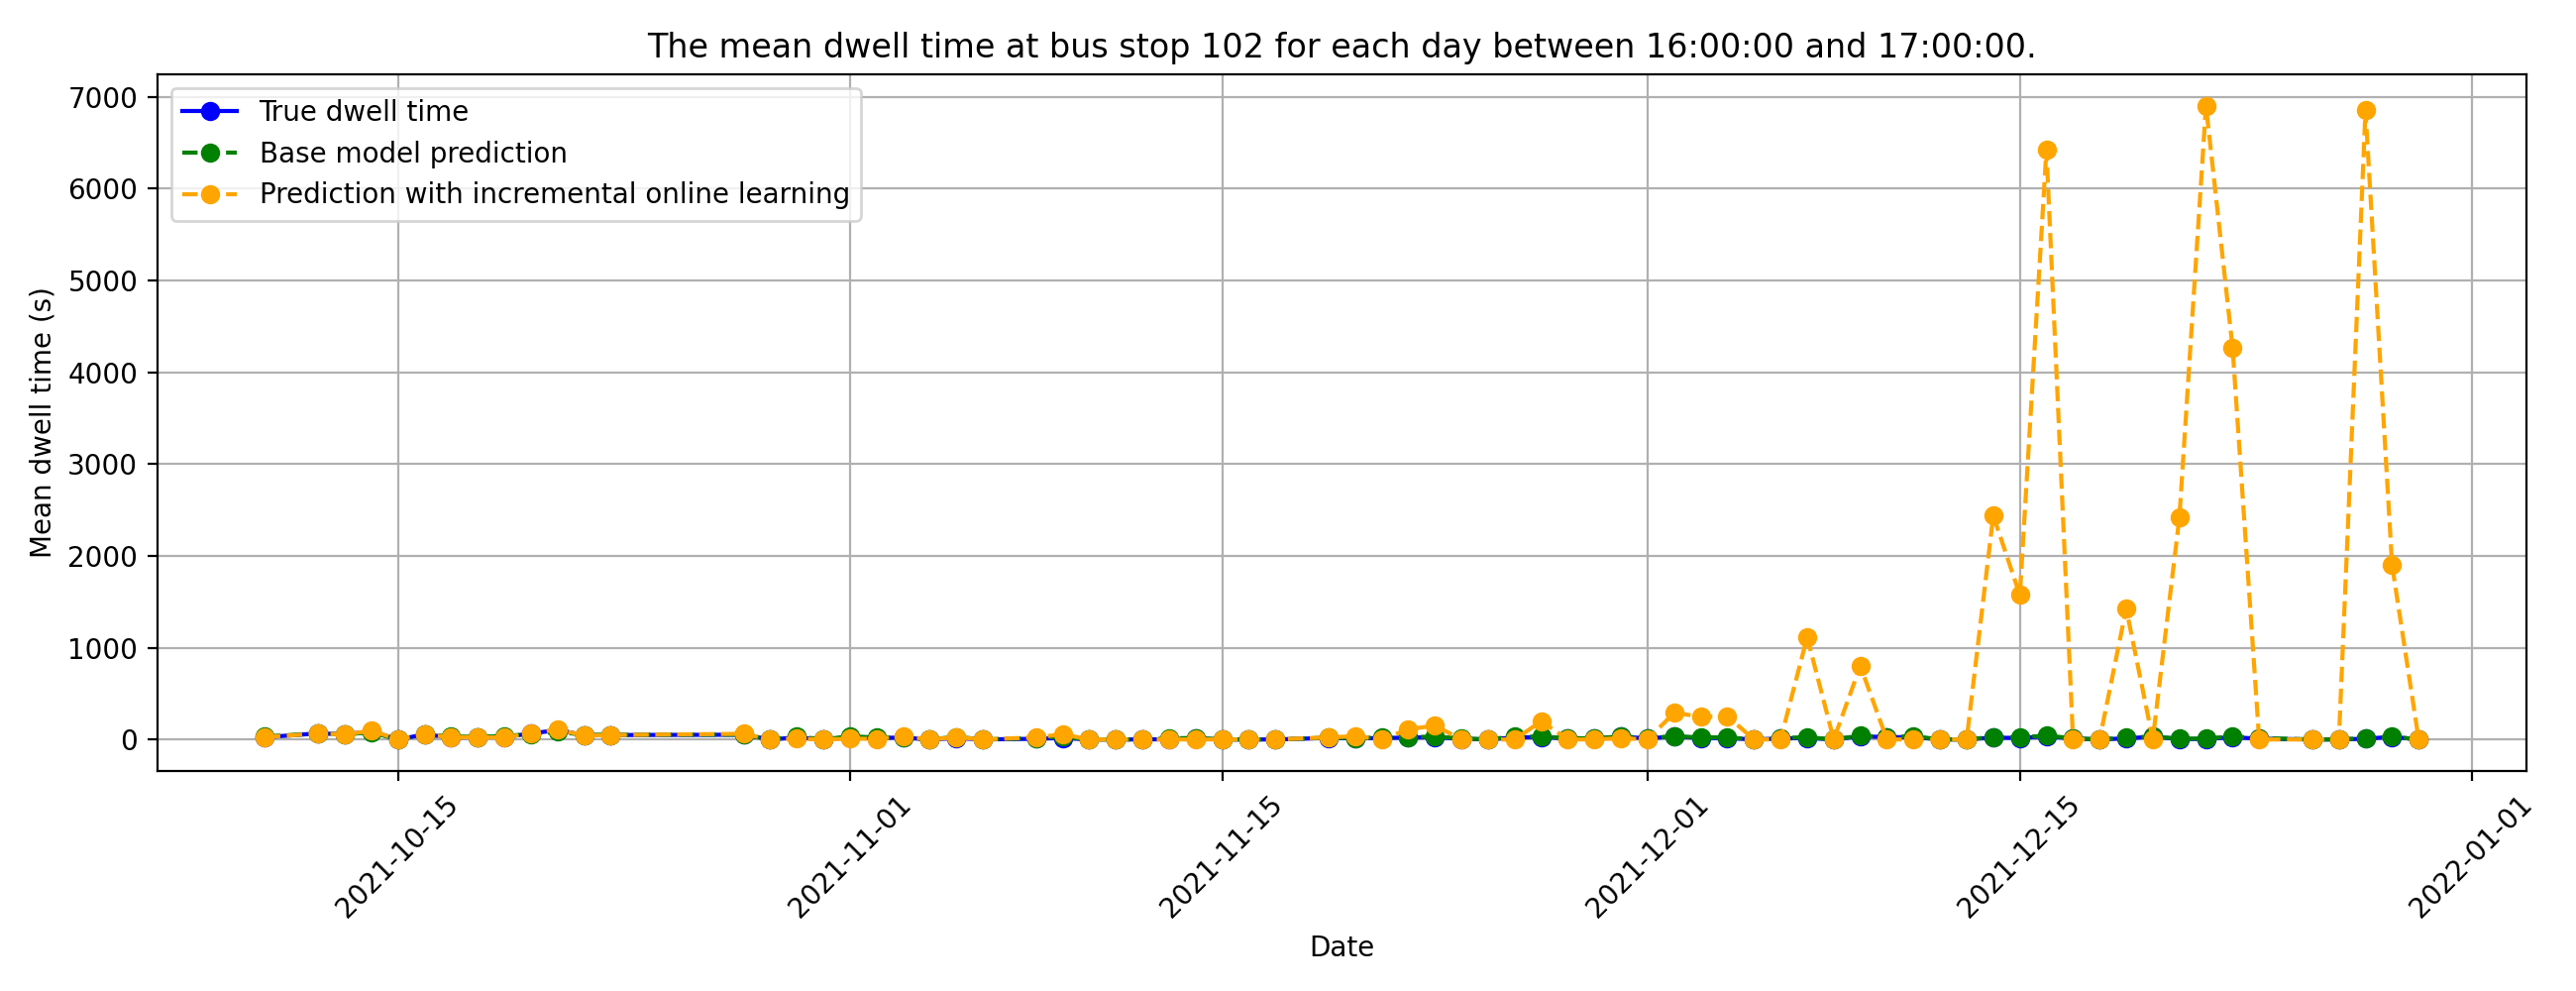 The mean dwell time at bus stop 102 for each day between 16:00:00 and 17:00:00.
True dwell time
Base model prediction
Prediction with incremental online learning
Mean dwell time (s)
7000
6000
5000
4000
3000
2000
1000
0
2021-10-15
2021-11-01
2021-11-15
2021-12-01
2021-12-15
2022-01-01
Date